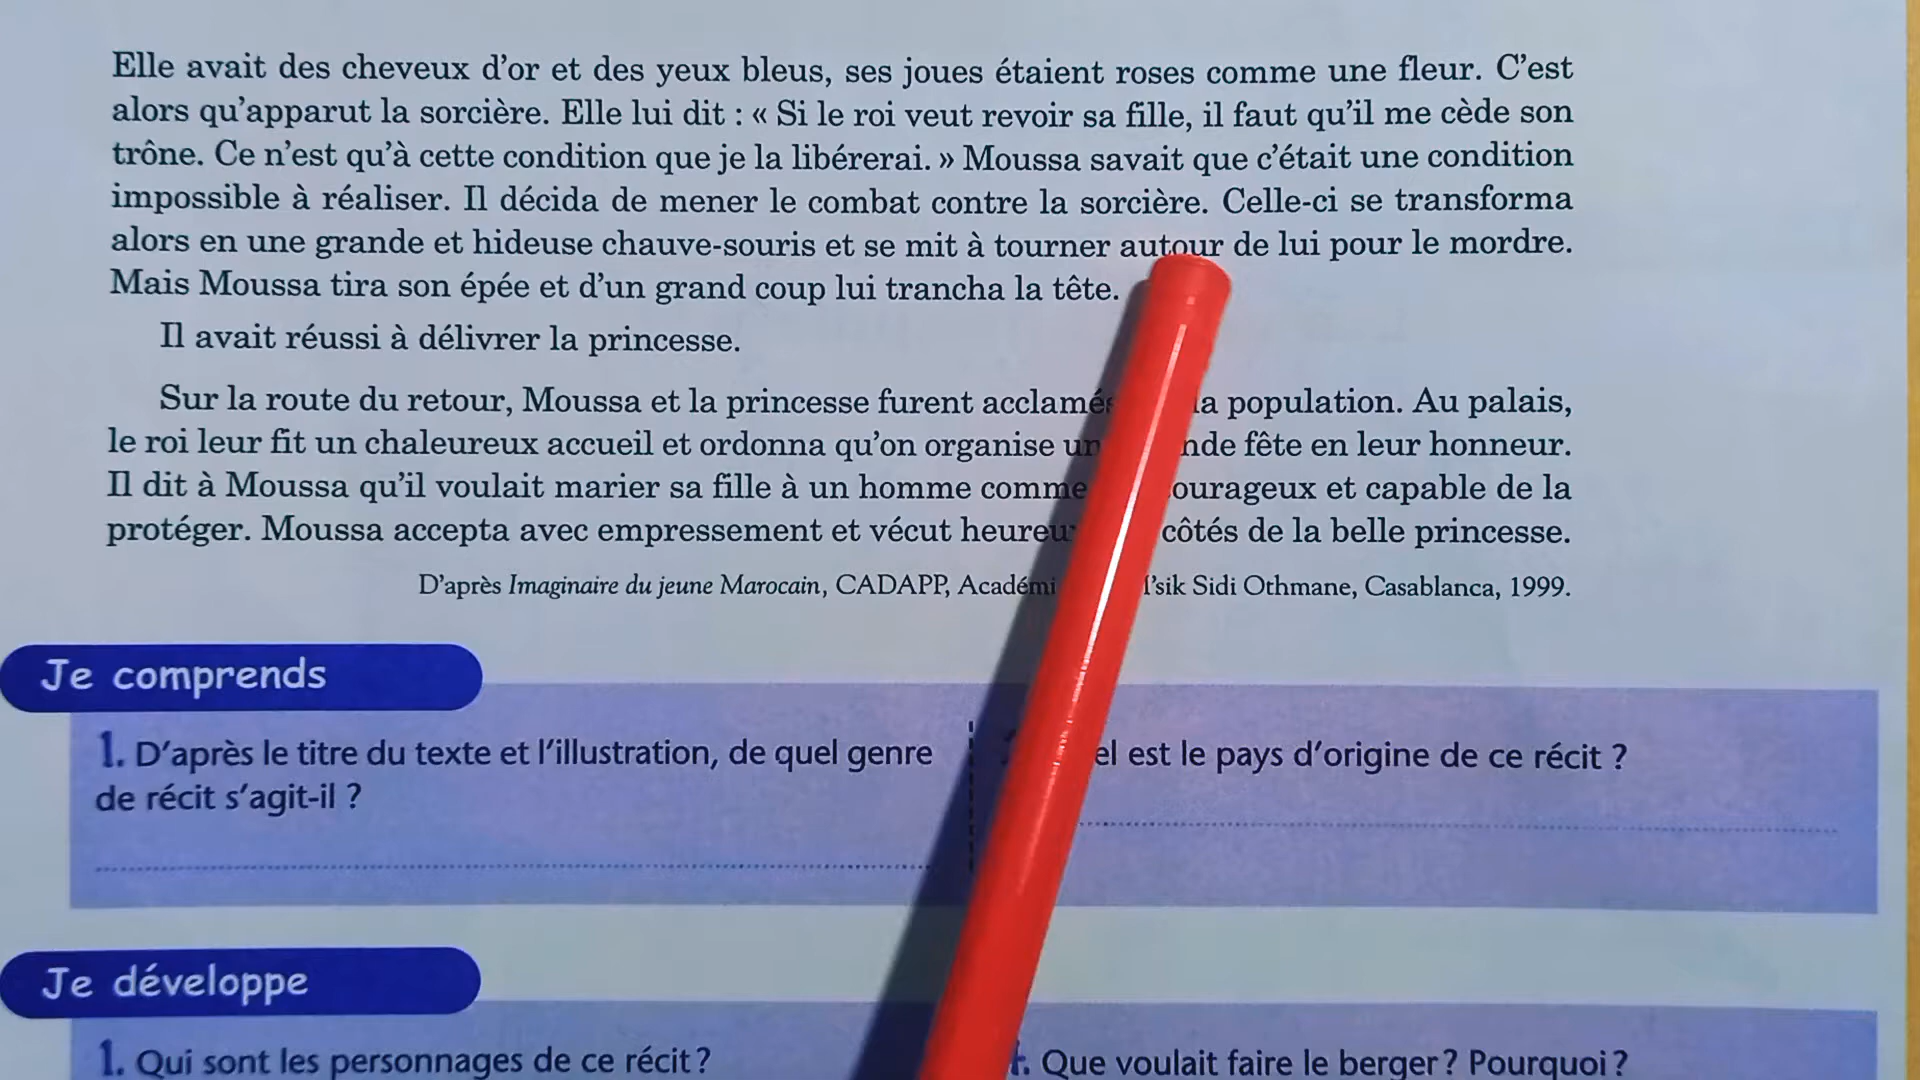 Elle avait des cheveux d'or et des yeux bleus, ses joues étaient roses comme une fleur. C'est
alors qu'apparut la sorcière. Elle lui dit : « Si le roi veut revoir sa fille, il faut qu'il me cède son
trône. Ce n'est qu'à cette condition que je la libérerai. » Moussa savait que c'était une condition
impossible à réaliser. Il décida de mener le combat contre la sorcière. Celle-ci se transforma
alors en une grande et hideuse chauve-souris et se mit à tourner autour de lui pour le mordre.
Mais Moussa tira son épée et d'un grand coup lui trancha la tête.
Il avait réussi à délivrer la princesse.
Sur la route du retour, Moussa et la princesse furent population. Au palais,
le roi leur fit un chaleureux accueil et ordonna qu'on organise fête en leur honneur.
Il dit à Moussa qu'il voulait marier sa fille à un homme comme et capable de la
protéger. Moussa accepta avec empressement et vécut côtés de la belle princesse.
D'après Imaginaire du jeune Marocain, CADAPP, Sidi Othmane, Casablanca, 1999.
Je comprends
1. D'après le titre du texte et l'illustration, de quel genre
de récit s'agit-il ?
est le pays d'origine de ce récit ?
Je développe
1. Qui sont les personnages de ce récit ?
Que voulait faire le berger ? Pourquoi ?